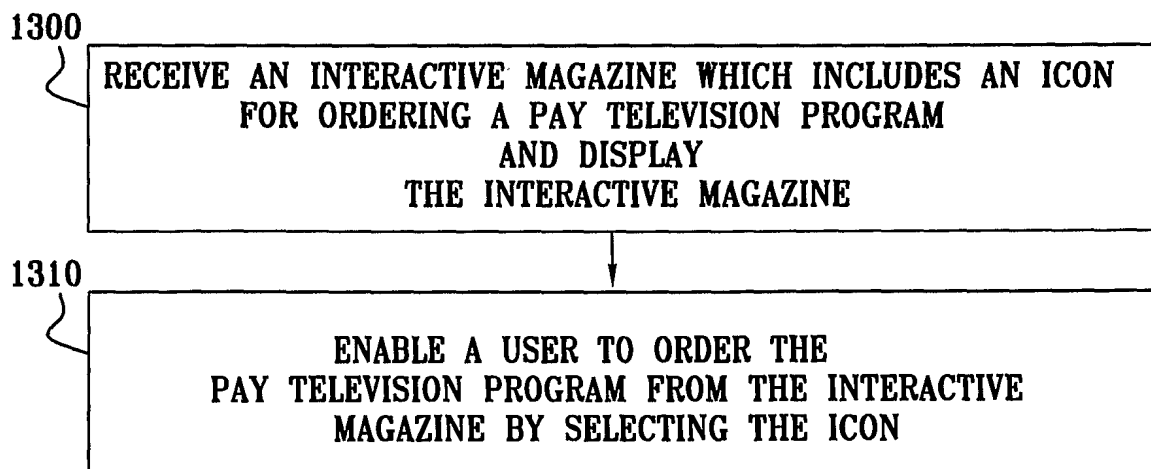 1300
RECEIVE AN INTERACTIVE MAGAZINE WHICH INCLUDES AN ICON
FOR ORDERING A PAY TELEVISION PROGRAM
AND DISPLAY
THE INTERACTIVE MAGAZINE
1310
ENABLE A USER TO ORDER THE
PAY TELEVISION PROGRAM FROM THE INTERACTIVE
MAGAZINE BY SELECTING THE ICON